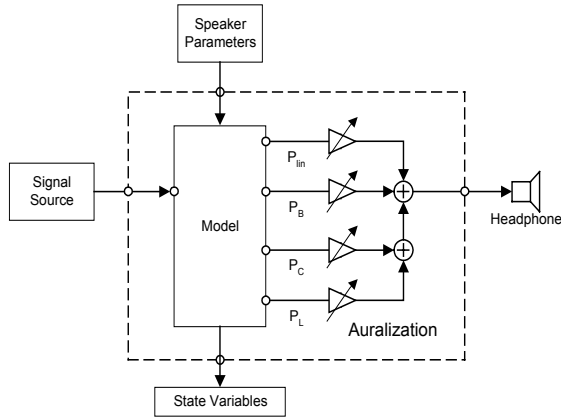 Speaker
Parameters
Signal
Source
Model
P_lin
P_B
P_C
P_L
Auralization
Headphone
State Variables